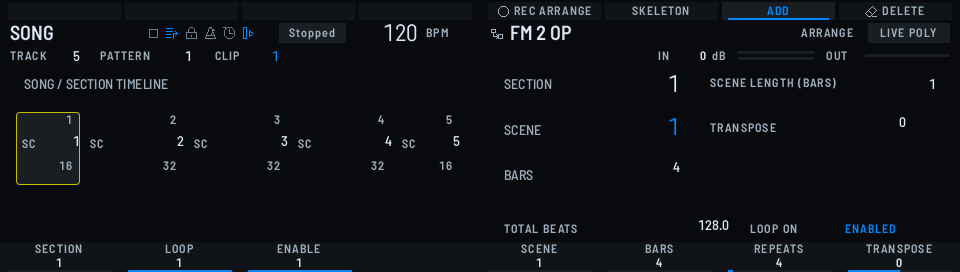 REC ARRANGE SKELETON ADD DELETE
SONG Stopped 120 BPM FM 2 OP ARRANGE LIVE POLY
TRACK 5 PATTERN 1 CLIP 1 IN 0 dB OUT
SONG / SECTION TIMELINE SECTION 1 SCENE LENGTH (BARS) 1
1 2 3 4 5 SCENE 1 TRANSPOSE 0
SC 1 SC 2 SC 3 SC 4 SC 5
16 32 32 32 16 BARS 4
TOTAL BEATS 128.0 LOOP ON ENABLED
SECTION LOOP ENABLE SCENE BARS REPEATS TRANSPOSE
1 1 1 1 4 4 0